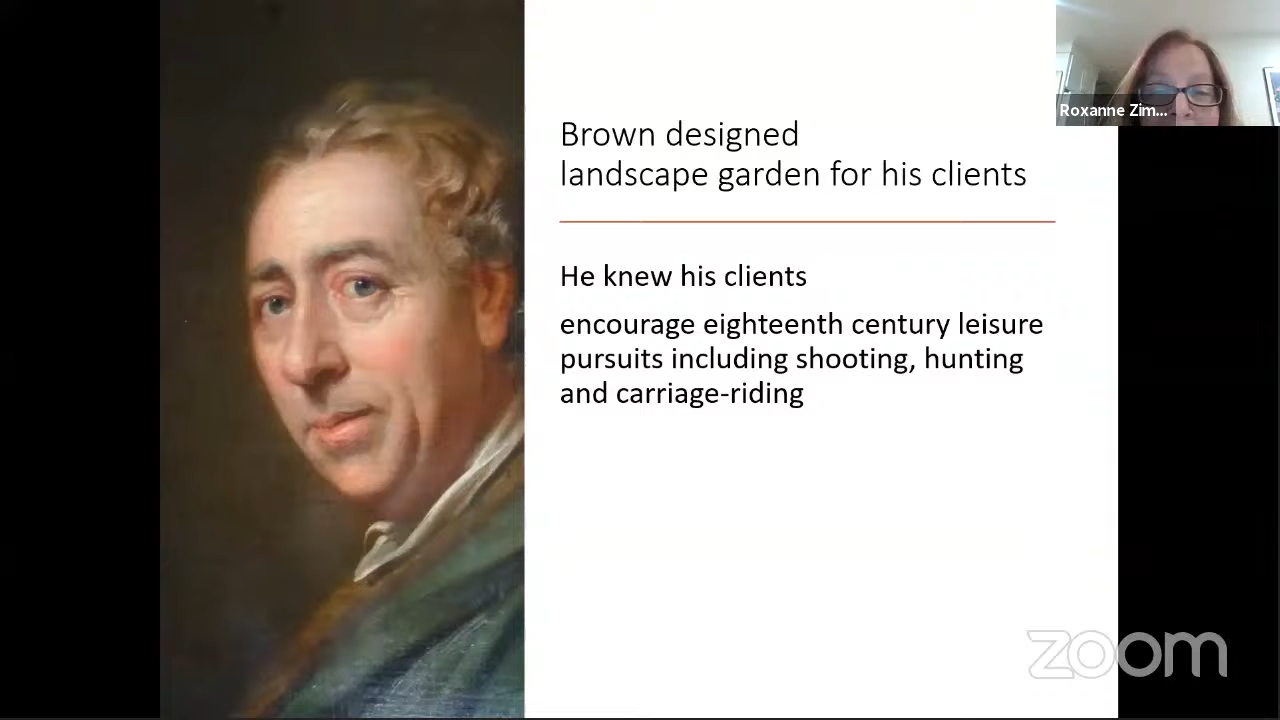 Brown designed
landscape garden for his clients
He knew his clients
encourage eighteenth century leisure
pursuits including shooting, hunting
and carriage-riding
Roxanne Zim...
zoom